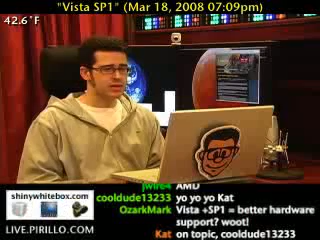 "Vista SP1" (Mar 18, 2008 07:09pm)
42.6°F
shinywhitebox.com
LIVE.PIRILLO.COM
jwire4 AMD
cooldude13233 yo yo yo Kat
OzarkMark Vista +SP1 = better hardware
support? woot!
Kat on topic, cooldude13233